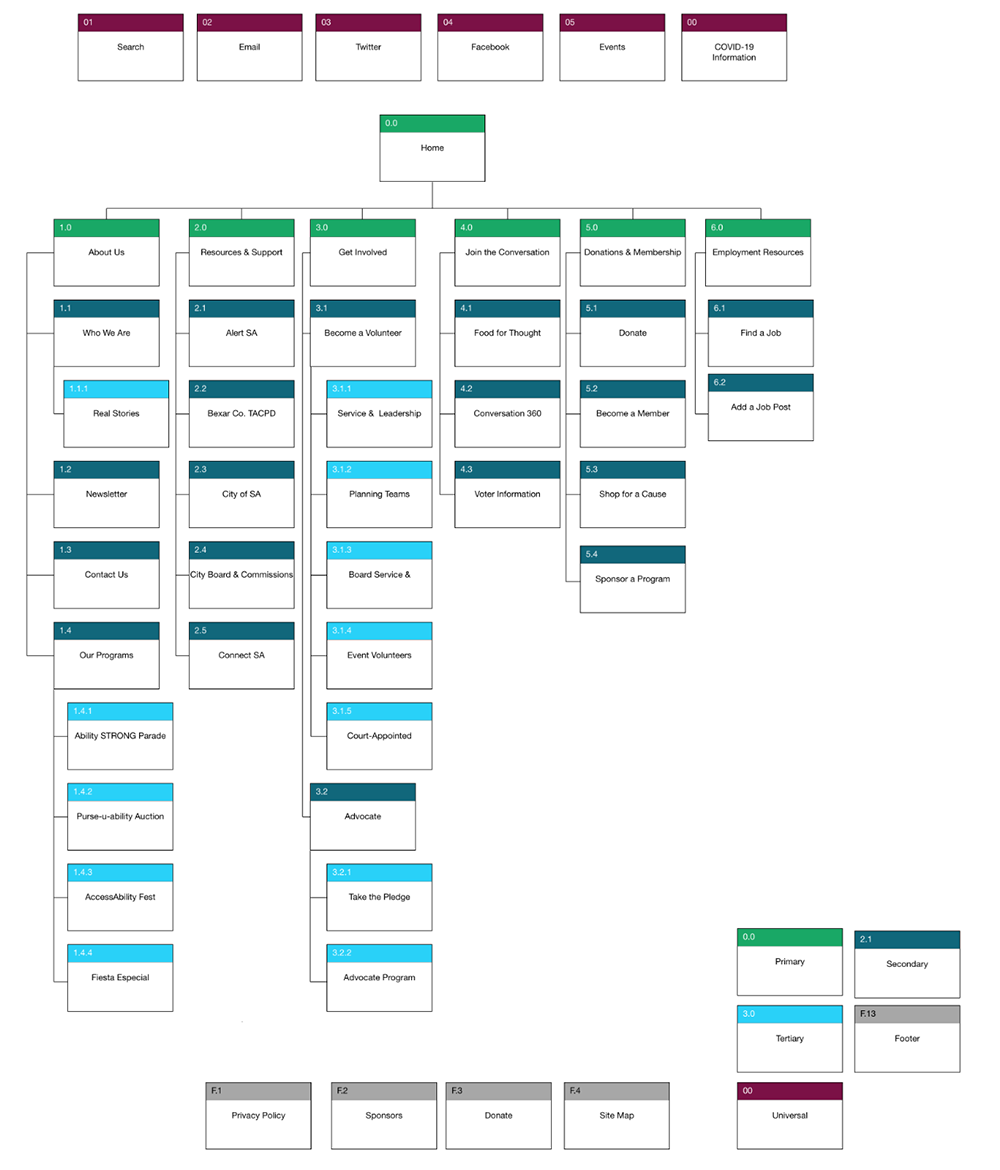 01
Search
02
Email
03
Twitter
04
Facebook
05
Events
00
COVID-19
Information
0.0
Home
1.0
About Us
2.0
Resources & Support
3.0
Get Involved
4.0
Join the Conversation
5.0
Donations & Membership
6.0
Employment Resources
1.1
Who We Are
1.1.1
Real Stories
1.2
Newsletter
1.3
Contact Us
1.4
Our Programs
1.4.1
Ability STRONG Parade
1.4.2
Purse-u-ability Auction
1.4.3
AccessAbility Fest
1.4.4
Fiesta Especial
2.1
Alert SA
2.2
Bexar Co. TACPD
2.3
City of SA
2.4
City Board & Commissions
2.5
Connect SA
3.1
Become a Volunteer
3.1.1
Service & Leadership
3.1.2
Planning Teams
3.1.3
Board Service &
3.1.4
Event Volunteers
3.1.5
Court-Appointed
3.2
Advocate
3.2.1
Take the Pledge
3.2.2
Advocate Program
4.1
Food for Thought
4.2
Conversation 360
4.3
Voter Information
5.1
Donate
5.2
Become a Member
5.3
Shop for a Cause
5.4
Sponsor a Program
6.1
Find a Job
6.2
Add a Job Post
0.0
Primary
2.1
Secondary
3.0
Tertiary
F.13
Footer
00
Universal
F.1
Privacy Policy
F.2
Sponsors
F.3
Donate
F.4
Site Map